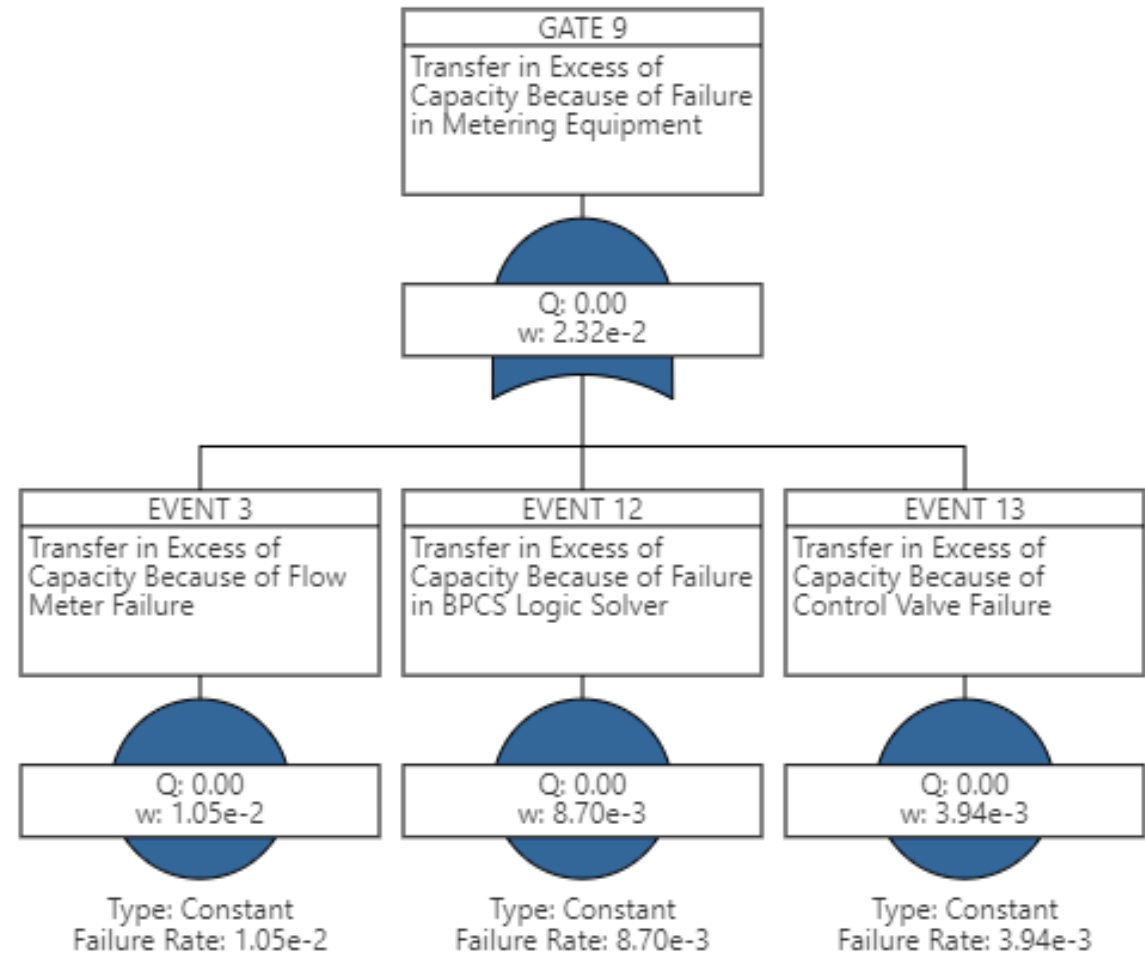 GATE 9
Transfer in Excess of
Capacity Because of Failure
in Metering Equipment
Q: 0.00
w: 2.32e-2
EVENT 3
Transfer in Excess of
Capacity Because of Flow
Meter Failure
Q: 0.00
w: 1.05e-2
Type: Constant
Failure Rate: 1.05e-2
EVENT 12
Transfer in Excess of
Capacity Because of Failure
in BPCS Logic Solver
Q: 0.00
w: 8.70e-3
Type: Constant
Failure Rate: 8.70e-3
EVENT 13
Transfer in Excess of
Capacity Because of
Control Valve Failure
Q: 0.00
w: 3.94e-3
Type: Constant
Failure Rate: 3.94e-3